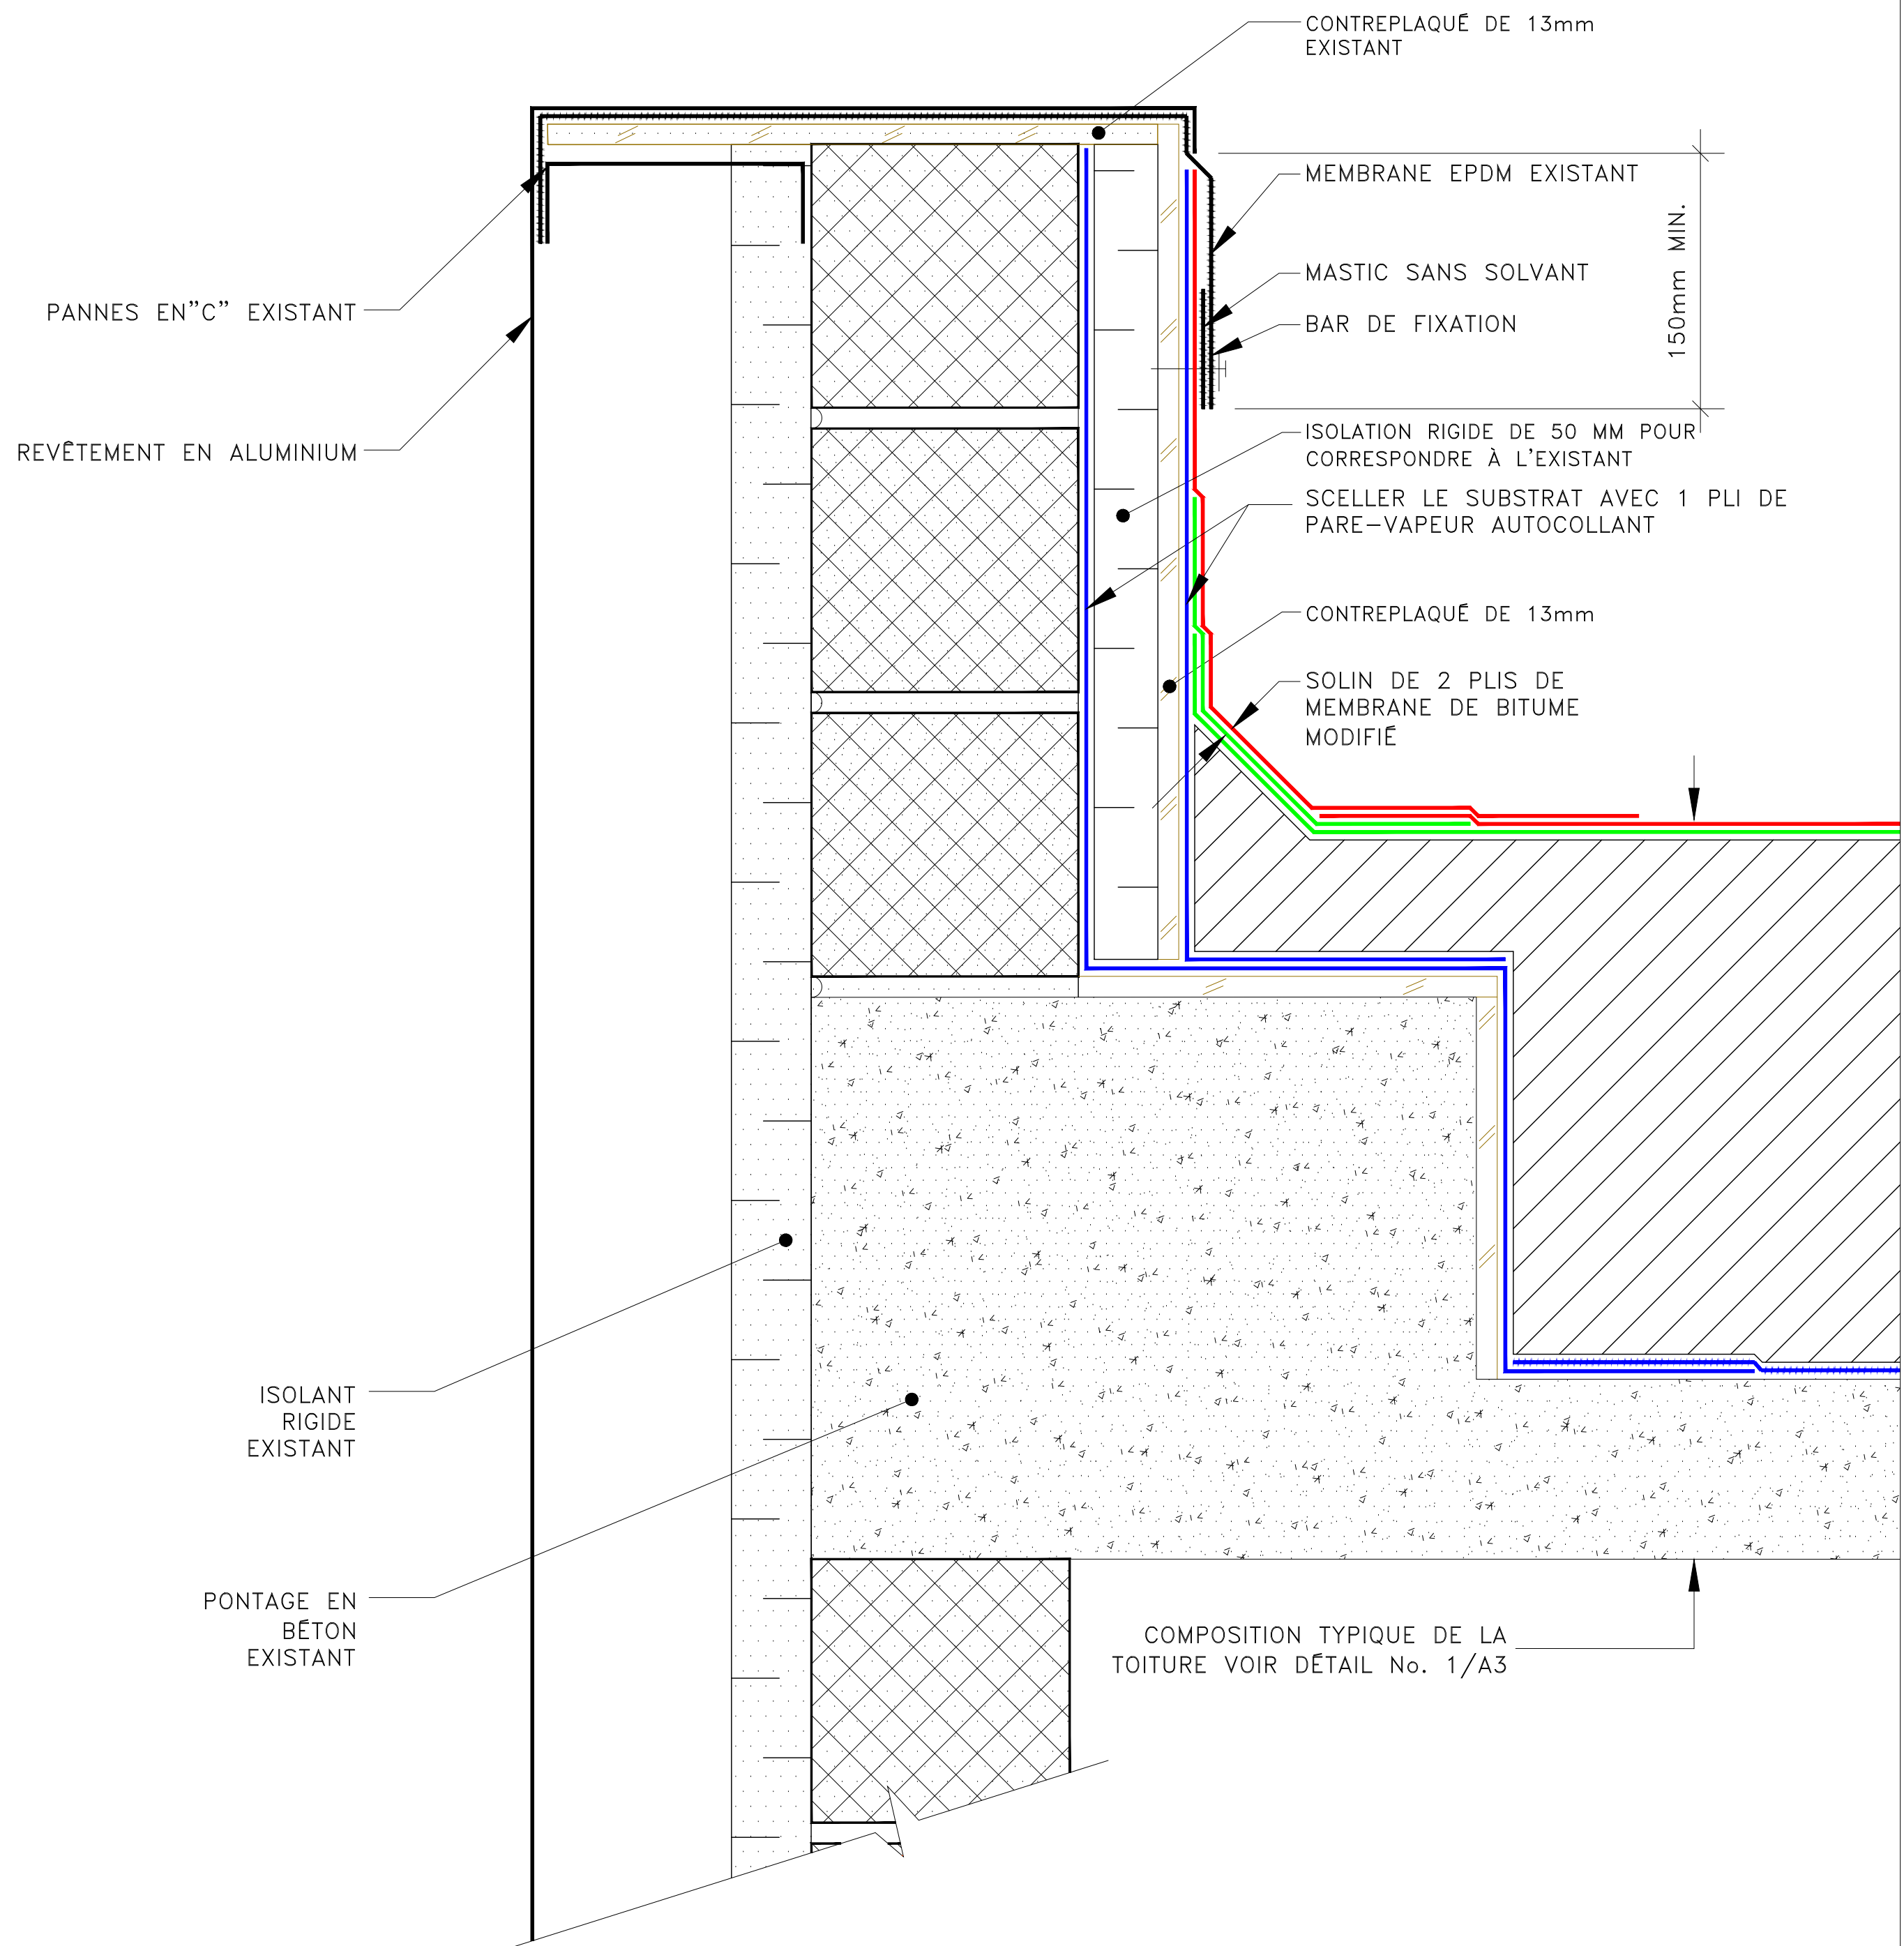 CONTREPLAQUÉ DE 13mm
EXISTANT
MEMBRANE EPDM EXISTANT
150mm MIN.
MASTIC SANS SOLVANT
BAR DE FIXATION
PANNES EN"C" EXISTANT
REVÊTEMENT EN ALUMINIUM
ISOLATION RIGIDE DE 50 MM POUR
CORRESPONDRE À L'EXISTANT
SCELLER LE SUBSTRAT AVEC 1 PLI DE
PARE-VAPEUR AUTOCOLLANT
CONTREPLAQUÉ DE 13mm
SOLIN DE 2 PLIS DE
MEMBRANE DE BITUME
MODIFIÉ
ISOLANT
RIGIDE
EXISTANT
PONTAGE EN
BÉTON
EXISTANT
COMPOSITION TYPIQUE DE LA
TOITURE VOIR DÉTAIL No. 1/A3